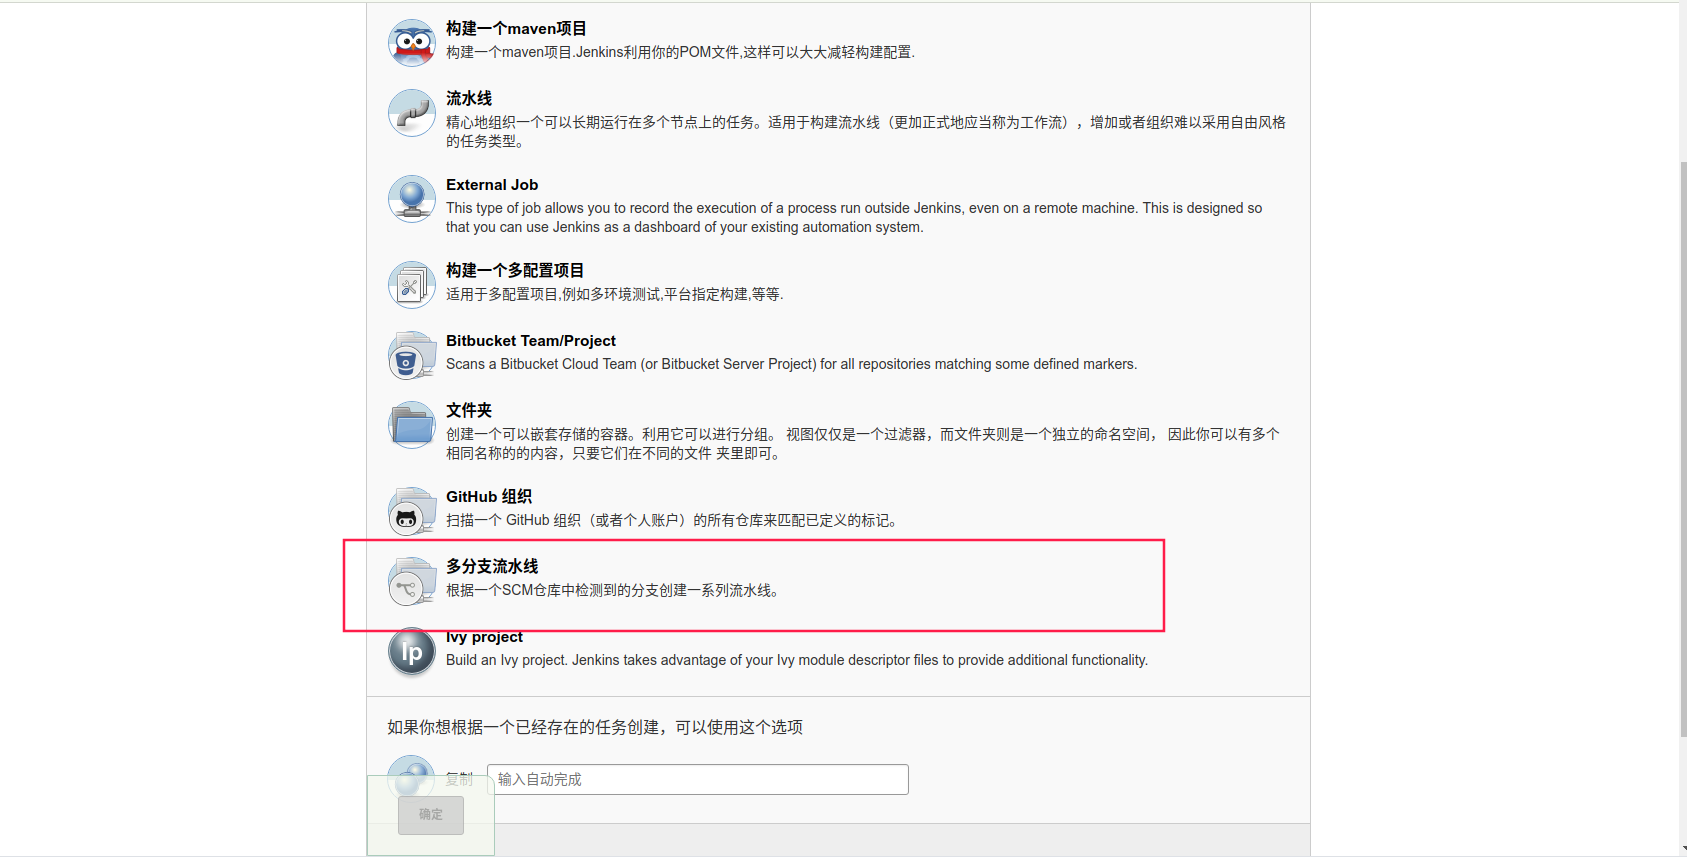 构建一个maven项目
构建一个maven项目.Jenkins利用你的POM文件,这样可以大大减轻构建配置.
流水线
精心地组织一个可以长期运行在多个节点上的任务。适用于构建流水线（更加正式地应当称为工作流），增加或者组织难以采用自由风格
的任务类型。
External Job
This type of job allows you to record the execution of a process run outside Jenkins, even on a remote machine. This is designed so
that you can use Jenkins as a dashboard of your existing automation system.
构建一个多配置项目
适用于多配置项目,例如多环境测试,平台指定构建,等等.
Bitbucket Team/Project
Scans a Bitbucket Cloud Team (or Bitbucket Server Project) for all repositories matching some defined markers.
文件夹
创建一个可以嵌套存储的容器。利用它可以进行分组。 视图仅仅是一个过滤器，而文件夹则是一个独立的命名空间， 因此你可以有多个
相同名称的的内容，只要它们在不同的文件 夹里即可。
GitHub 组织
扫描一个 GitHub 组织（或者个人账户）的所有仓库来匹配已定义的标记。
多分支流水线
根据一个SCM仓库中检测到的分支创建一系列流水线。
Ivy project
Ip
Build an Ivy project. Jenkins takes advantage of your Ivy module descriptor files to provide additional functionality.
如果你想根据一个已经存在的任务创建，可以使用这个选项
复制 输入自动完成
确定